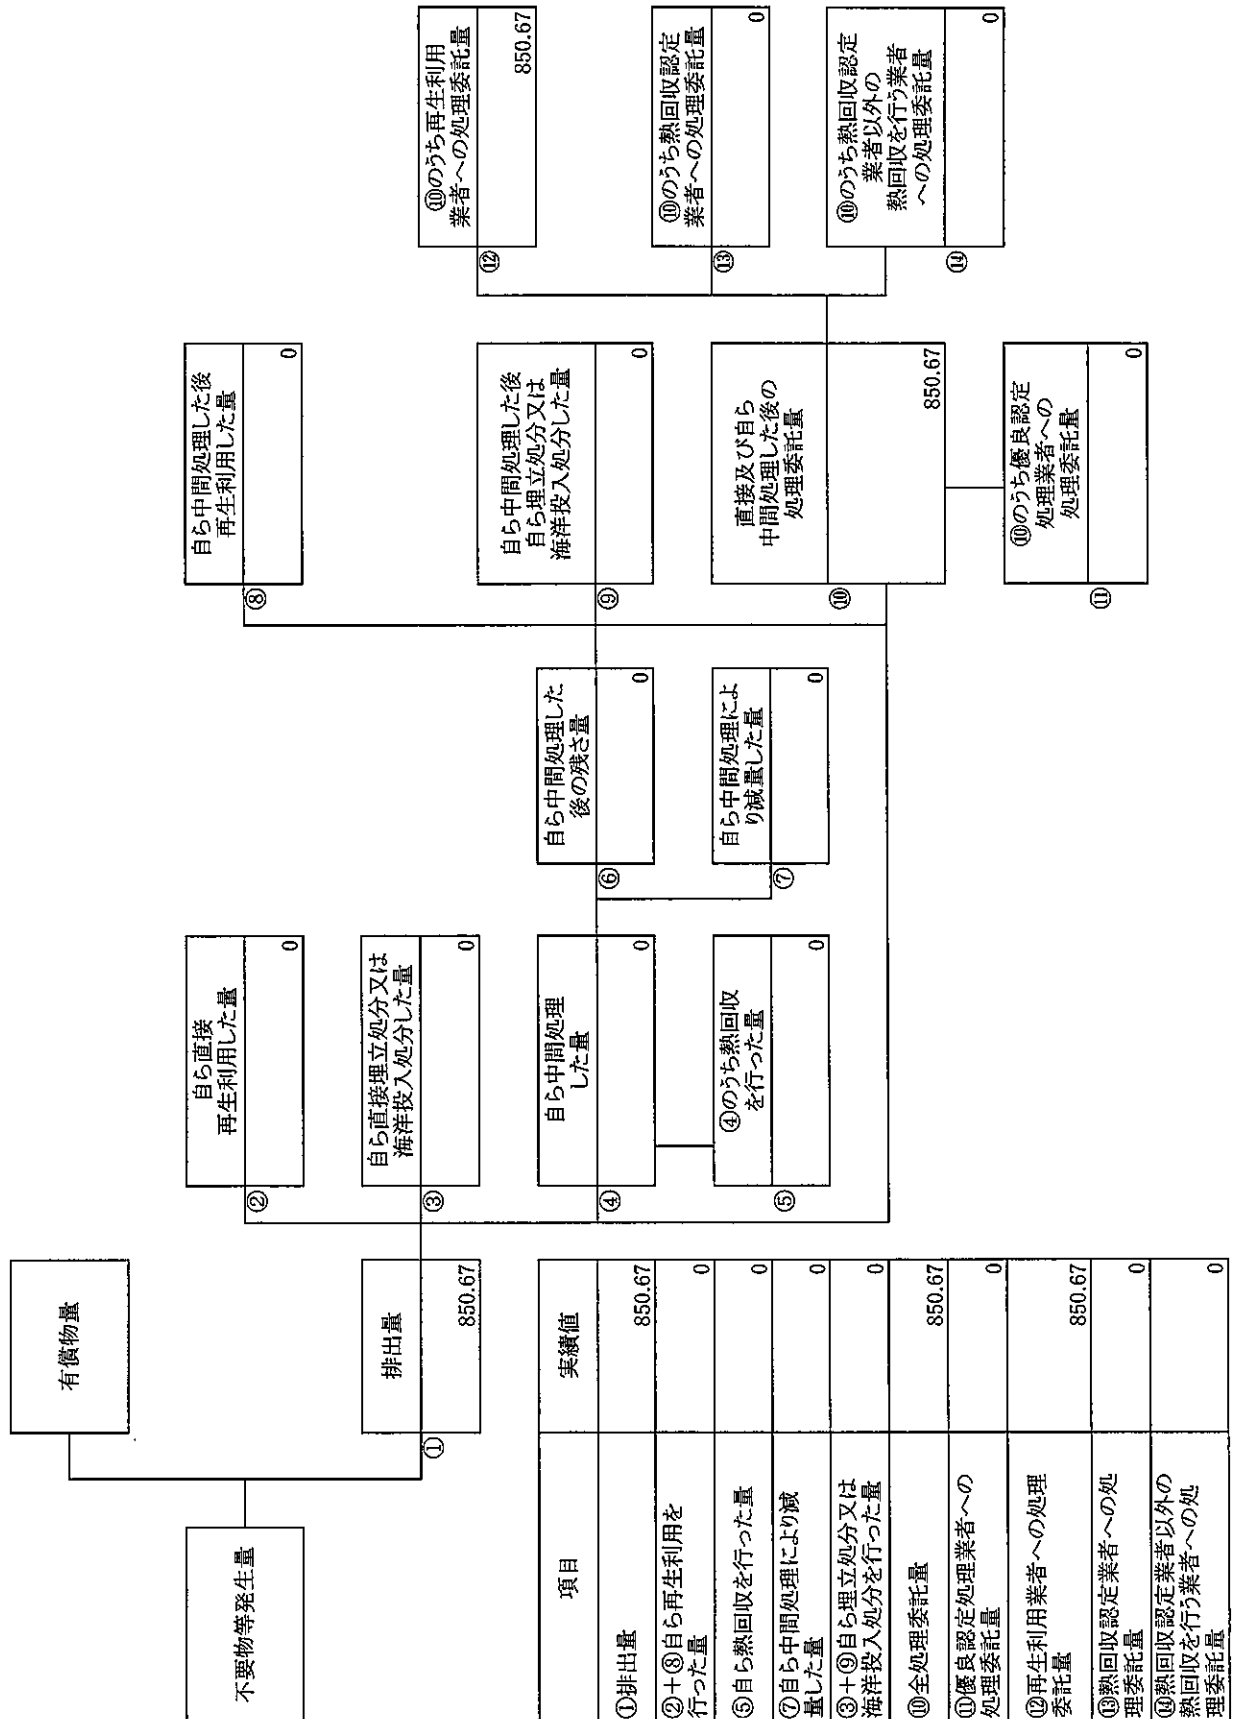 不要物等発生量
有償物量
排出量
①
850.67
自ら直接
再生利用した量
②
0
自ら直接埋立処分又は
海洋投入処分した量
③
0
自ら中間処理
した量
④
0
④のうち熱回収
を行った量
⑤
0
自ら中間処理した
後の残さ量
⑥
0
自ら中間処理によ
り減量した量
⑦
0
自ら中間処理した後
再生利用した量
⑧
0
自ら中間処理した後
自ら埋立処分又は
海洋投入処分した量
⑨
0
直接及び自ら
中間処理した後の
処理委託量
⑩
850.67
⑩のうち優良認定
処理業者への
処理委託量
⑪
0
⑩のうち再生利用
業者への処理委託量
⑫
850.67
⑩のうち熱回収認定
業者への処理委託量
⑬
0
⑩のうち熱回収認定
業者以外の
熱回収を行う業者
への処理委託量
⑭
0
項目 実績値
①排出量 850.67
②+⑧自ら再生利用を
行った量 0
⑤自ら熱回収を行った量 0
⑦自ら中間処理により減
量した量 0
③+⑨自ら埋立処分又は
海洋投入処分を行った量 0
⑩全処理委託量 850.67
⑪優良認定処理業者への
処理委託量 0
⑫再生利用業者への処理
委託量 850.67
⑬熱回収認定業者への処
理委託量 0
⑭熱回収認定業者以外の
熱回収を行う業者への処
理委託量 0